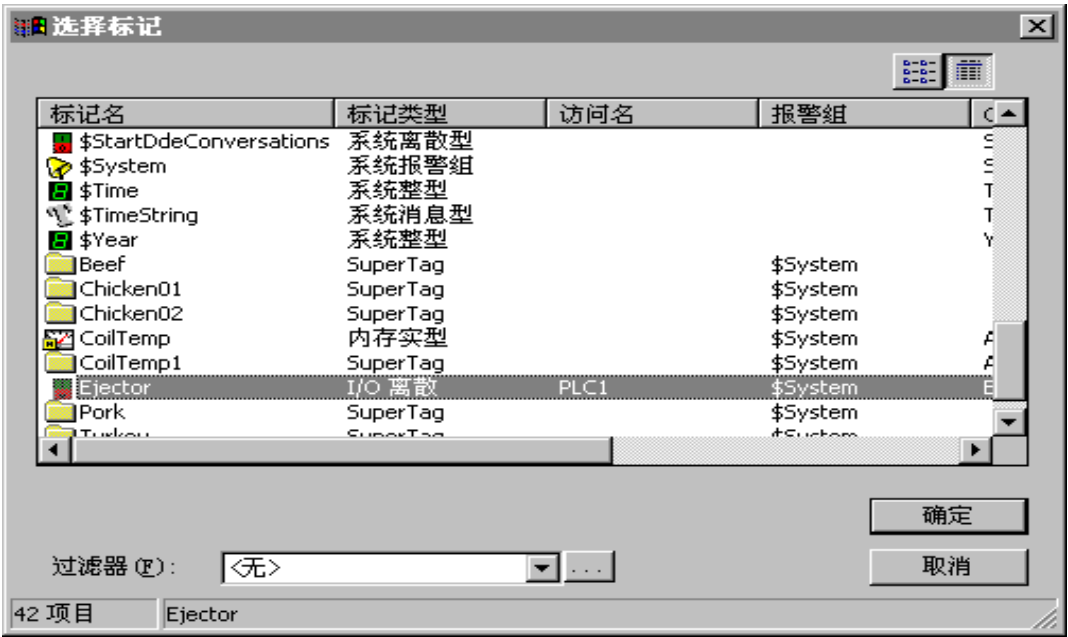 选择标记
标记名 标记类型 访问名 报警组
$StartDdeConversations 系统离散型
$System 系统报警组
$Time 系统整型
$TimeString 系统消息型
$Year 系统整型
Beef SuperTag $System
Chicken01 SuperTag $System
Chicken02 SuperTag $System
CoilTemp 内存实型 $System
CoilTemp1 SuperTag $System
Ejector I/O 离散 PLC1 $System
Pork SuperTag $System
确定
过滤器(F): <无> ...
取消
42 项目 Ejector